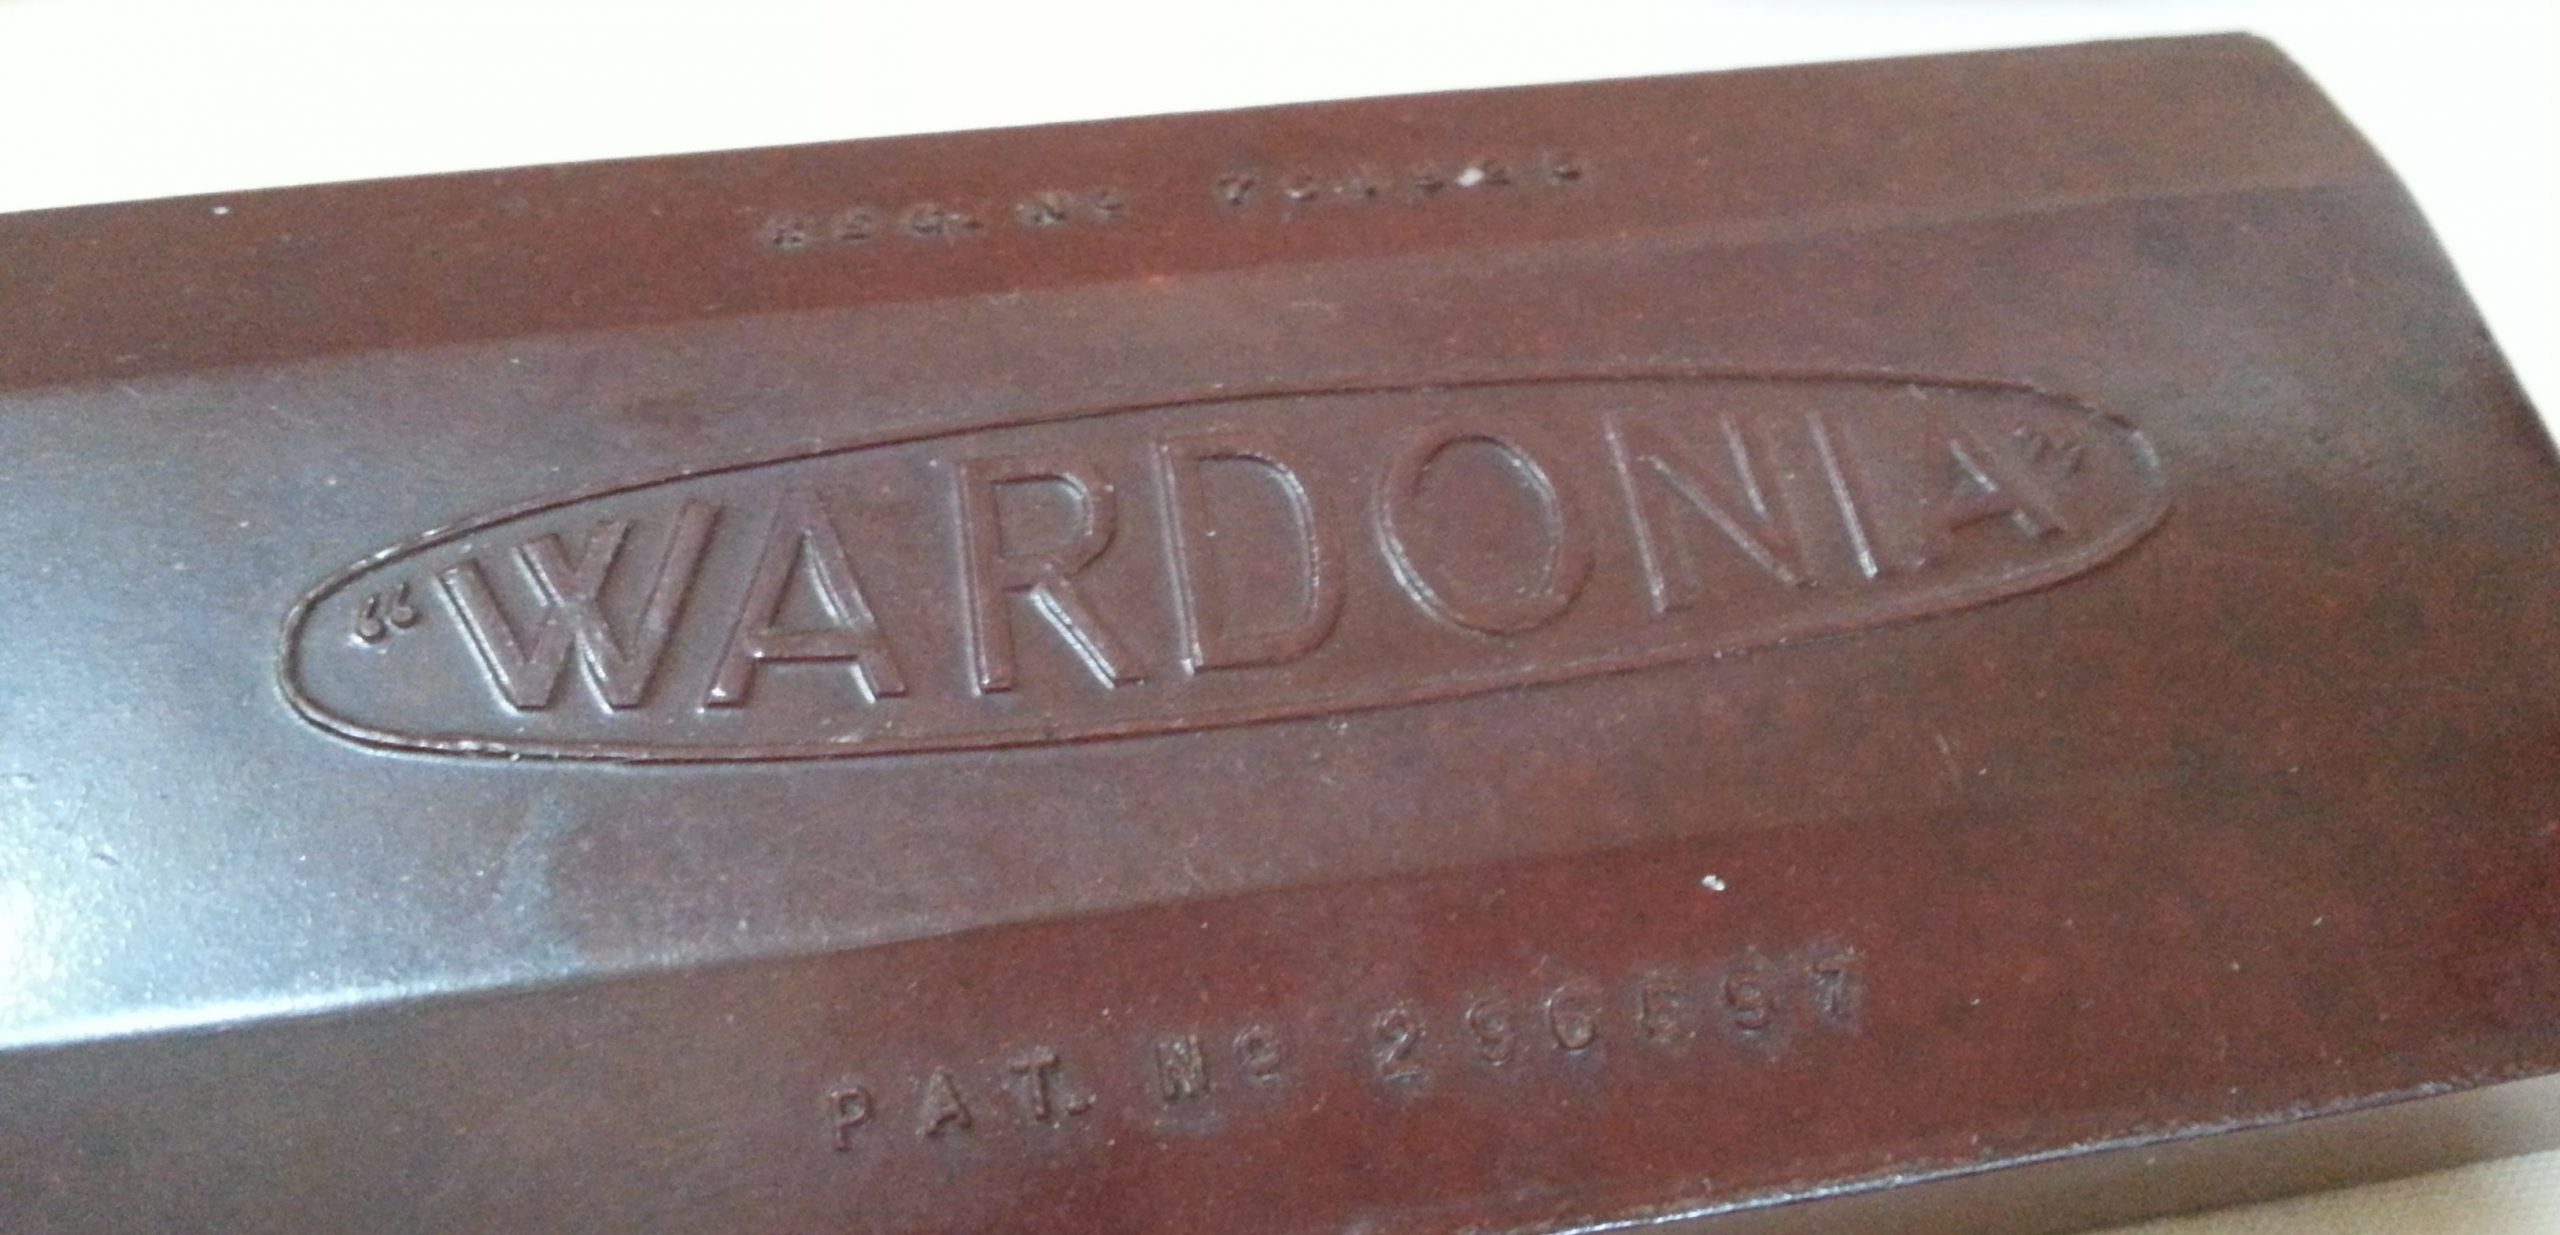 REG. No
“WARDONIA”
PAT. No 296597